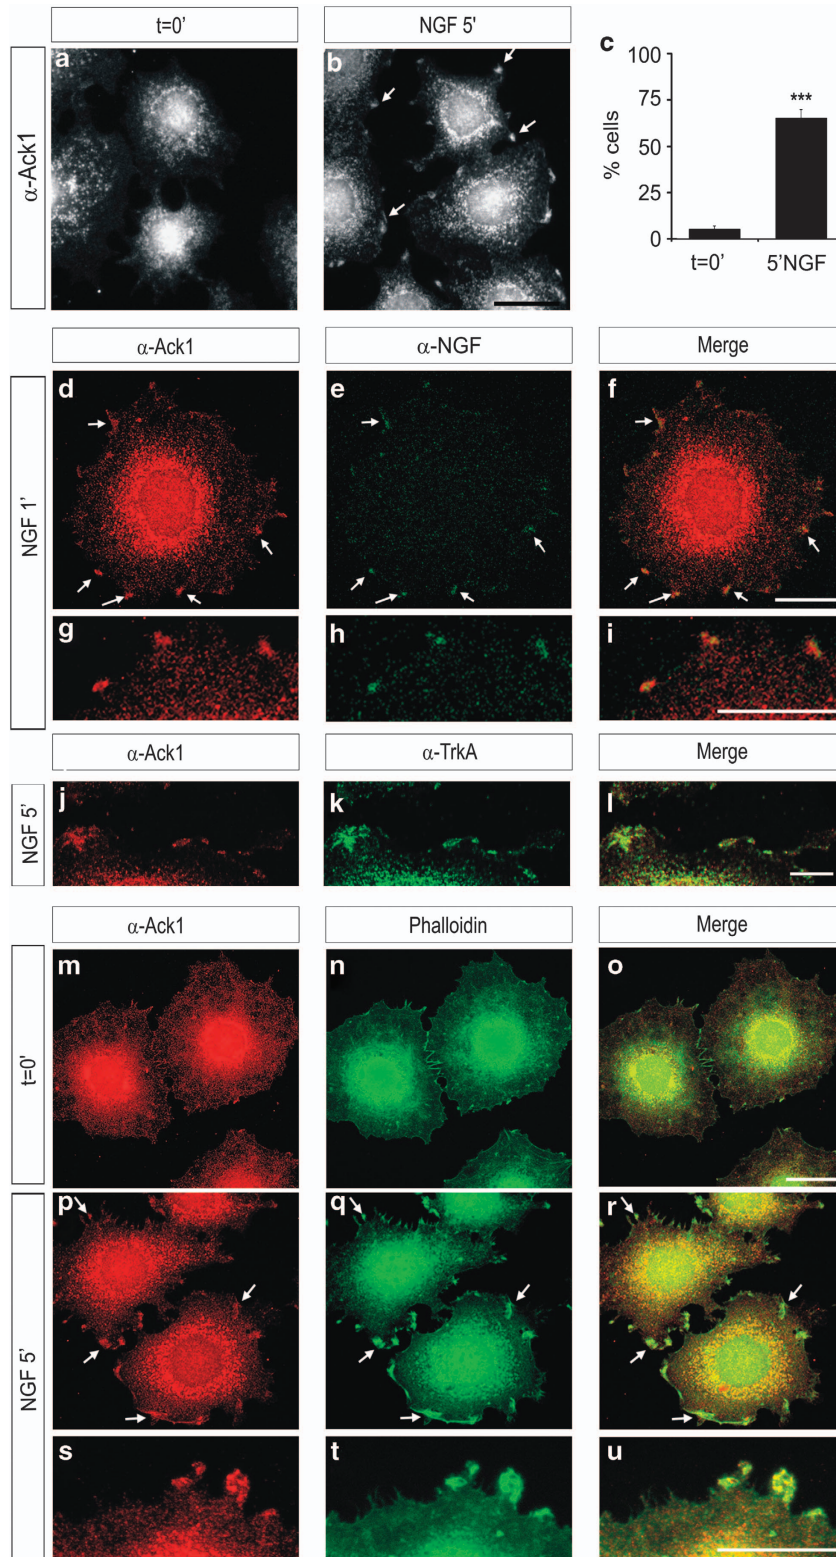 t=0' NGF 5'
α-Ack1
a b c
100
75
50
25
0
% cells
***
t=0' 5'NGF
α-Ack1 α-NGF Merge
NGF 1'
d e f
g h i
α-Ack1 α-TrkA Merge
NGF 5'
j k l
α-Ack1 Phalloidin Merge
t=0'
m n o
NGF 5'
p q r
s t u